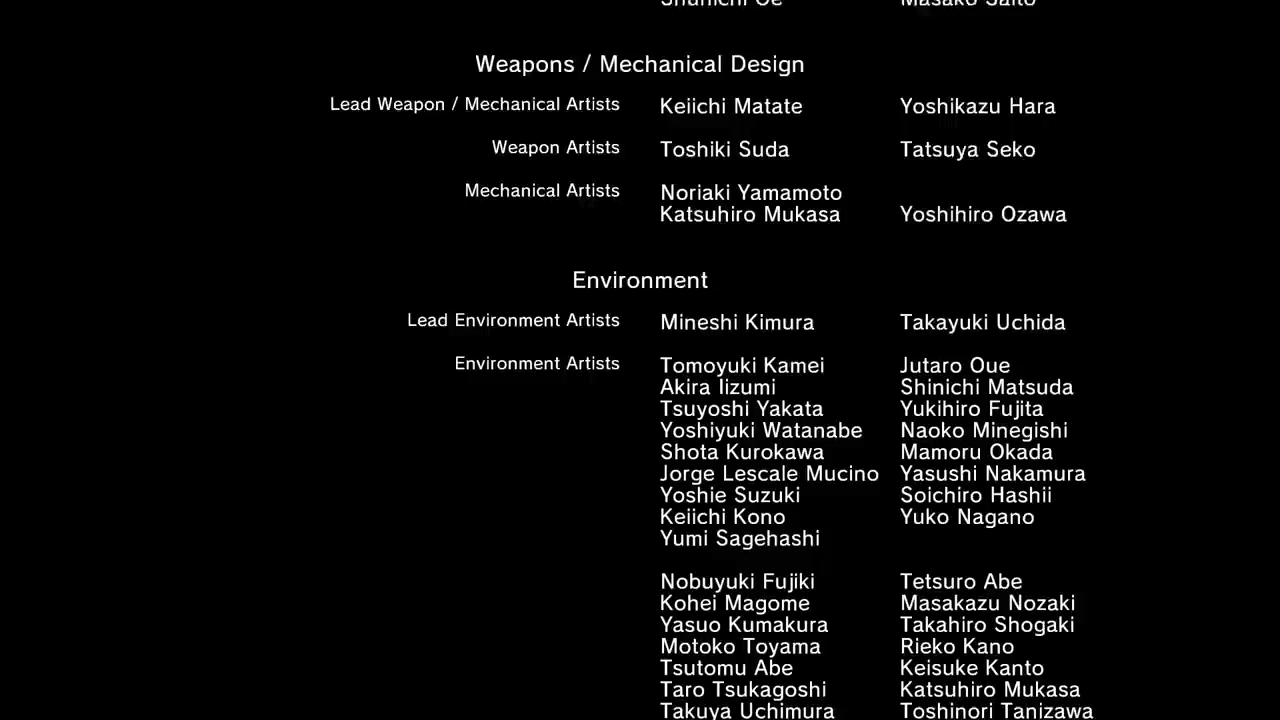 Shunichi Oe Masako Saito
Weapons / Mechanical Design
Lead Weapon / Mechanical Artists Keiichi Matate Yoshikazu Hara
Weapon Artists Toshiki Suda Tatsuya Seko
Mechanical Artists Noriaki Yamamoto
Katsuhiro Mukasa Yoshihiro Ozawa
Environment
Lead Environment Artists Mineshi Kimura Takayuki Uchida
Environment Artists Tomoyuki Kamei Jutaro Oue
Akira Iizumi Shinichi Matsuda
Tsuyoshi Yakata Yukihiro Fujita
Yoshiyuki Watanabe Naoko Minegishi
Shota Kurokawa Mamoru Okada
Jorge Lescale Mucino Yasushi Nakamura
Yoshie Suzuki Soichiro Hashii
Keiichi Kono Yuko Nagano
Yumi Sagehashi
Nobuyuki Fujiki Tetsuro Abe
Kohei Magome Masakazu Nozaki
Yasuo Kumakura Takahiro Shogaki
Motoko Toyama Rieko Kano
Tsutomu Abe Keisuke Kanto
Taro Tsukagoshi Katsuhiro Mukasa
Takuya Uchimura Toshinori Tanizawa